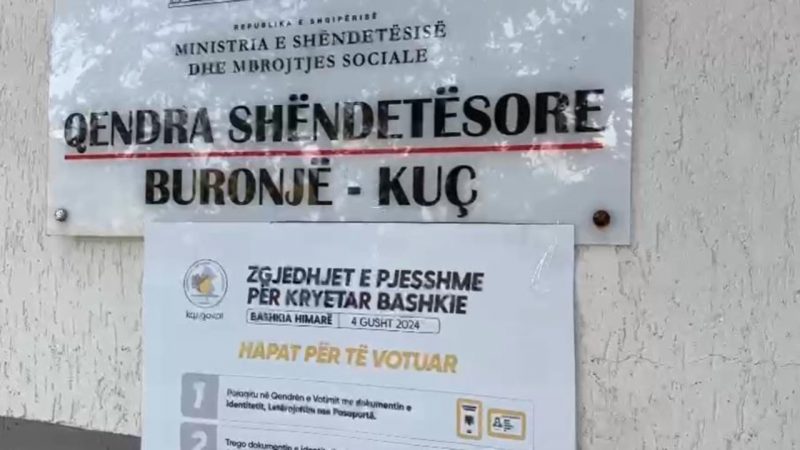 REPUBLIKA E SHQIPËRISË
MINISTRIA E SHËNDETËSISË
DHE MBROJTJES SOCIALE
QENDRA SHËNDETËSORE
BURONJË - KUÇ
ZGJEDHJET E PJESSHME
PËR KRYETAR BASHKIE
BASHKIA HIMARË | 4 GUSHT 2024
kqz.gov.al
HAPAT PËR TË VOTUAR
1
Paraqitu në Qendrën e Votimit me dokumentin e
identitetit, Letërnjoftim ose Pasaportë.
2
Trego dokumentin e